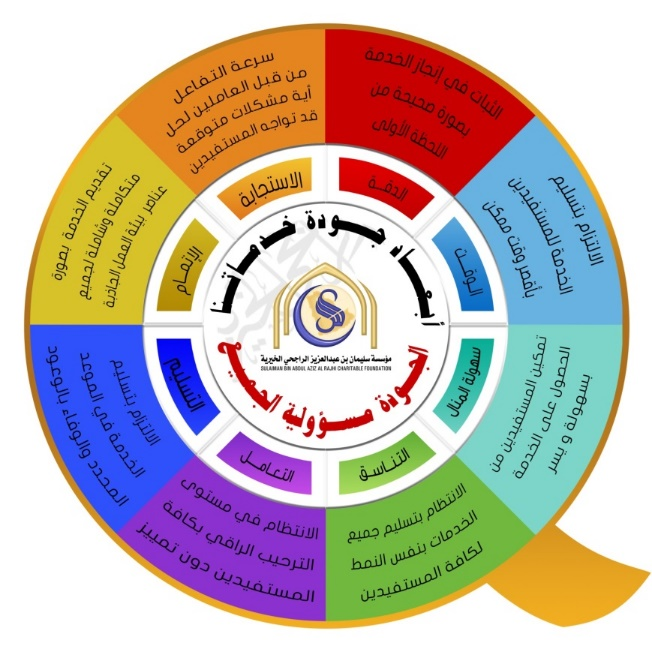 أبعاد جودة خدماتنا
مؤسسة سليمان بن عبدالعزيز الراجحي الخيرية
SULAIMAN BIN ABDUL AZIZ AL RAJHI CHARITABLE FOUNDATION
الجودة مسؤولية الجميع
الدقة
الثبات في إنجاز الخدمة
بصورة صحيحة من
اللحظة الأولى
الوقت
الالتزام بتسليم
الخدمة للمستفيدين
بأقصر وقت ممكن
سهولة المنال
تمكين المستفيدين من
الحصول على الخدمة
بسهولة و يسر
التناسق
الانتظام بتسليم جميع
الخدمات بنفس النمط
لكافة المستفيدين
التعامل
الانتظام في مستوى
الترحيب الراقي بكافة
المستفيدين دون تمييز
التسليم
الالتزام بتسليم
الخدمة في الموعد
المحدد والوفاء بالوعود
الإتمام
تقديم الخدمة بصورة
متكاملة وشاملة لجميع
عناصر بيئة العمل الجاذبة
الاستجابة
سرعة التفاعل
من قبل العاملين لحل
أية مشكلات متوقعة
قد تواجه المستفيدين